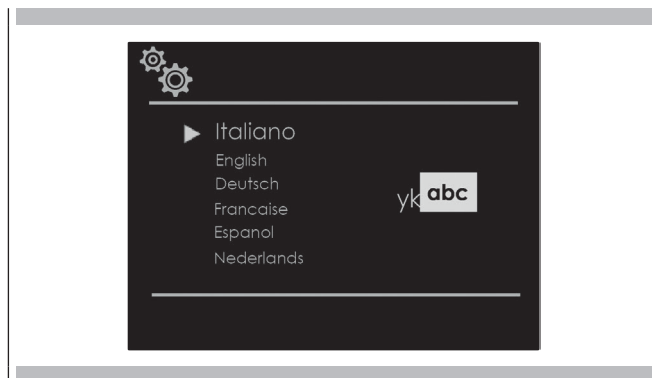 Italiano
English
Deutsch
yk abc
Francaise
Espanol
Nederlands